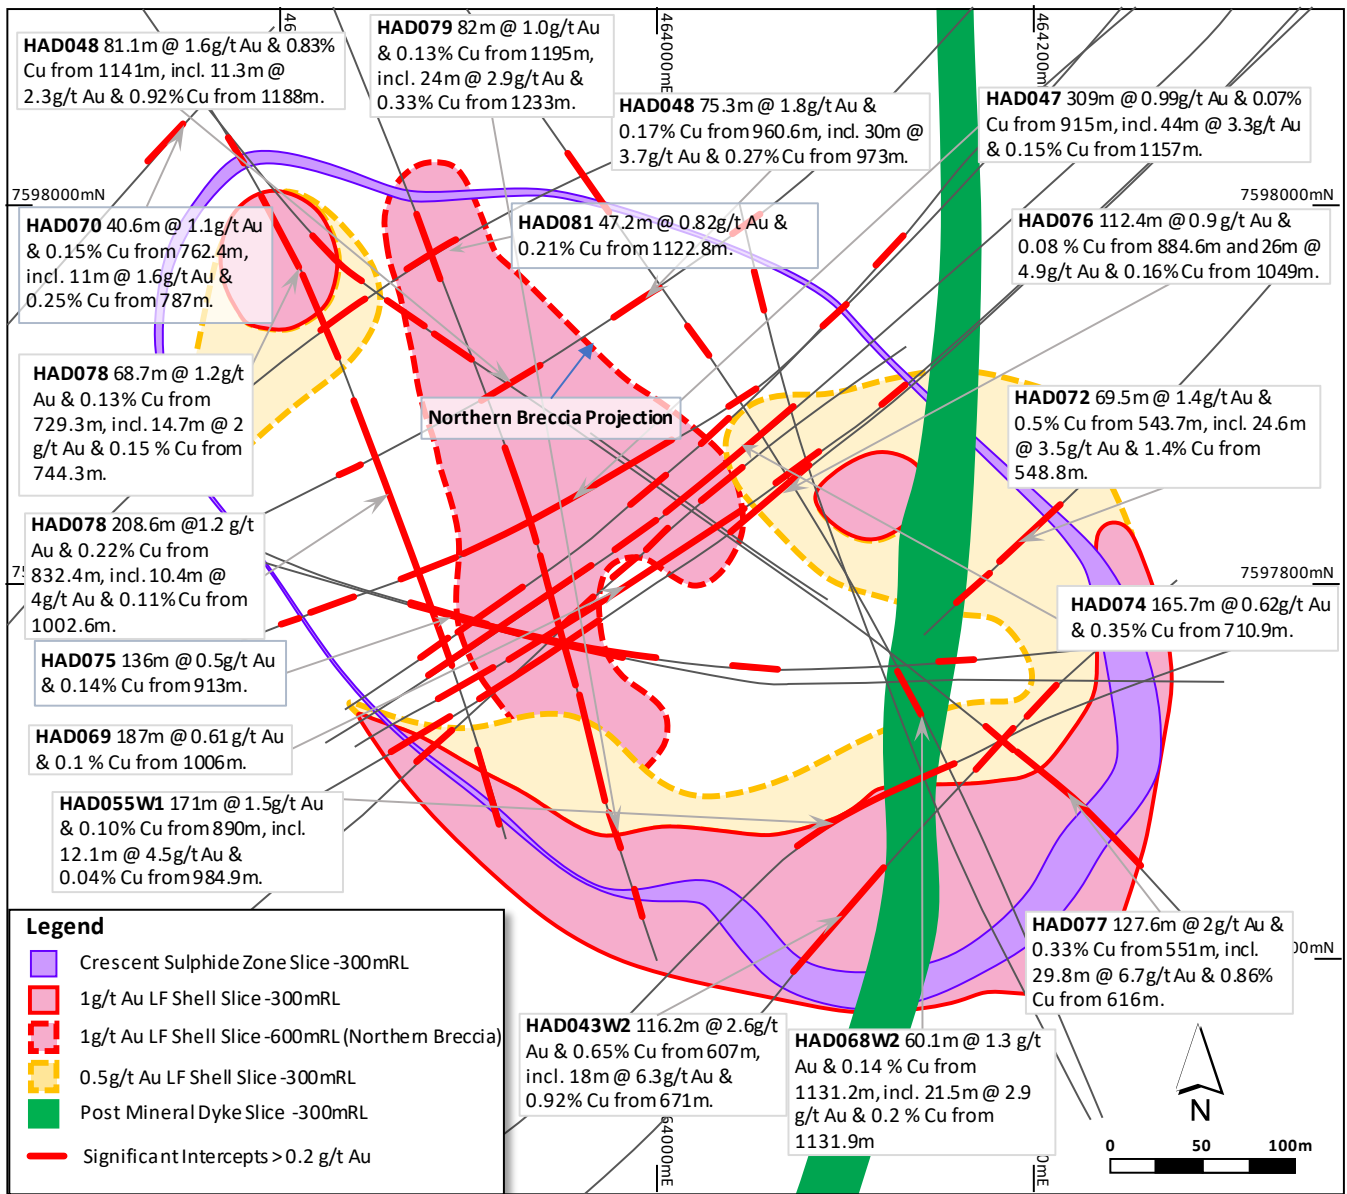 46
464000mE
464200mE
HAD048 81.1m @ 1.6g/t Au & 0.83%
Cu from 1141m, incl. 11.3m @
2.3g/t Au & 0.92% Cu from 1188m.
HAD079 82m @ 1.0g/t Au
& 0.13% Cu from 1195m,
incl. 24m @ 2.9g/t Au &
0.33% Cu from 1233m.
HAD048 75.3m @ 1.8g/t Au &
0.17% Cu from 960.6m, incl. 30m @
3.7g/t Au & 0.27% Cu from 973m.
HAD047 309m @ 0.99g/t Au & 0.07%
Cu from 915m, incl. 44m @ 3.3g/t Au
& 0.15% Cu from 1157m.
7598000mN
7598000mN
HAD070 40.6m @ 1.1g/t Au
& 0.15% Cu from 762.4m,
incl. 11m @ 1.6g/t Au &
0.25% Cu from 787m.
HAD081 47.2m @ 0.82g/t Au &
0.21% Cu from 1122.8m.
HAD076 112.4m @ 0.9 g/t Au &
0.08 % Cu from 884.6m and 26m @
4.9g/t Au & 0.16% Cu from 1049m.
HAD078 68.7m @ 1.2g/t
Au & 0.13% Cu from
729.3m, incl. 14.7m @ 2
g/t Au & 0.15 % Cu from
744.3m.
Northern Breccia Projection
HAD072 69.5m @ 1.4g/t Au &
0.5% Cu from 543.7m, incl. 24.6m
@ 3.5g/t Au & 1.4% Cu from
548.8m.
HAD078 208.6m @1.2 g/t
Au & 0.22% Cu from
832.4m, incl. 10.4m @
4g/t Au & 0.11% Cu from
1002.6m.
75
7597800mN
HAD074 165.7m @ 0.62g/t Au
& 0.35% Cu from 710.9m.
HAD075 136m @ 0.5g/t Au
& 0.14% Cu from 913m.
HAD069 187m @ 0.61 g/t Au
& 0.1 % Cu from 1006m.
HAD055W1 171m @ 1.5g/t Au
& 0.10% Cu from 890m, incl.
12.1m @ 4.5g/t Au &
0.04% Cu from 984.9m.
HAD077 127.6m @ 2g/t Au &
0.33% Cu from 551m, incl.
29.8m @ 6.7g/t Au & 0.86%
Cu from 616m.
00mN
HAD043W2 116.2m @ 2.6g/t
Au & 0.65% Cu from 607m,
incl. 18m @ 6.3g/t Au &
0.92% Cu from 671m.
HAD068W2 60.1m @ 1.3 g/t
Au & 0.14 % Cu from
1131.2m, incl. 21.5m @ 2.9
g/t Au & 0.2 % Cu from
1131.9m
64000mE
0mE
Legend
Crescent Sulphide Zone Slice -300mRL
1g/t Au LF Shell Slice -300mRL
1g/t Au LF Shell Slice -600mRL (Northern Breccia)
0.5g/t Au LF Shell Slice -300mRL
Post Mineral Dyke Slice -300mRL
Significant Intercepts > 0.2 g/t Au
N
0 50 100m